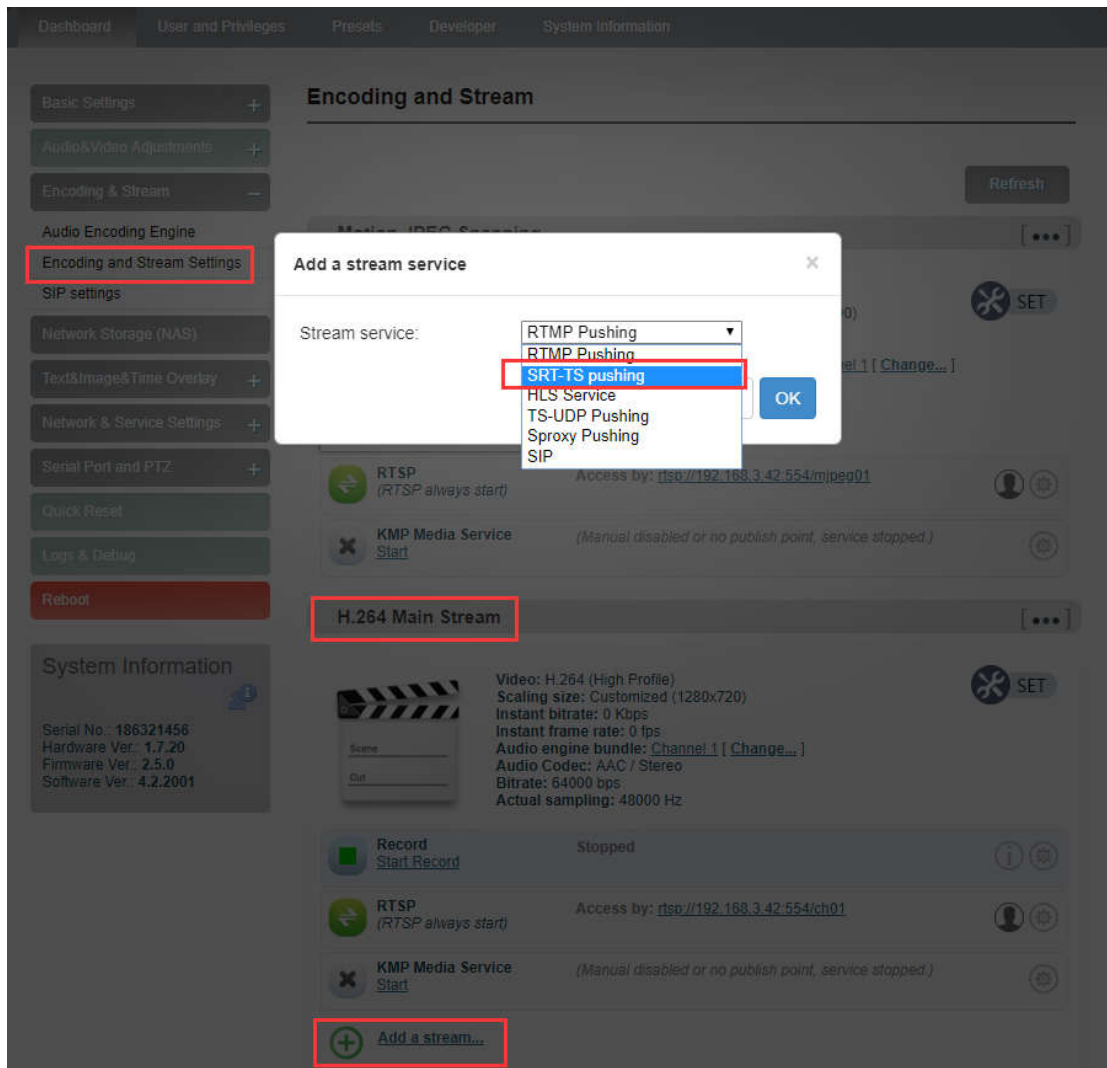 Dashboard User and Privileges Presets Developer System Information
Encoding and Stream
Basic Settings +
Audio&Video Adjustments +
Encoding & Stream –
Audio Encoding Engine
Encoding and Stream Settings
SIP settings
Network Storage (NAS)
Text&Image&Time Overlay +
Network & Service Settings +
Serial Port and PTZ +
Quick Reset
Logs & Debug
Reboot
System Information
Serial No.: 186321456
Hardware Ver.: 1.7.20
Firmware Ver.: 2.5.0
Software Ver.: 4.2.2001
Refresh
[•••]
SET
Add a stream service ×
Stream service: RTMP Pushing
RTMP Pushing
SRT-TS pushing
HLS Service
TS-UDP Pushing
Sproxy Pushing
SIP
OK
0)
el 1 [ Change... ]
RTSP
(RTSP always start)
Access by: rtsp://192.168.3.42:554/mjpeg01
KMP Media Service
Start
(Manual disabled or no publish point, service stopped.)
H.264 Main Stream [•••]
SET
Scene
Cut
Video: H.264 (High Profile)
Scaling size: Customized (1280x720)
Instant bitrate: 0 Kbps
Instant frame rate: 0 fps
Audio engine bundle: Channel 1 [ Change... ]
Audio Codec: AAC / Stereo
Bitrate: 64000 bps
Actual sampling: 48000 Hz
Record
Start Record
Stopped
RTSP
(RTSP always start)
Access by: rtsp://192.168.3.42:554/ch01
KMP Media Service
Start
(Manual disabled or no publish point, service stopped.)
Add a stream...